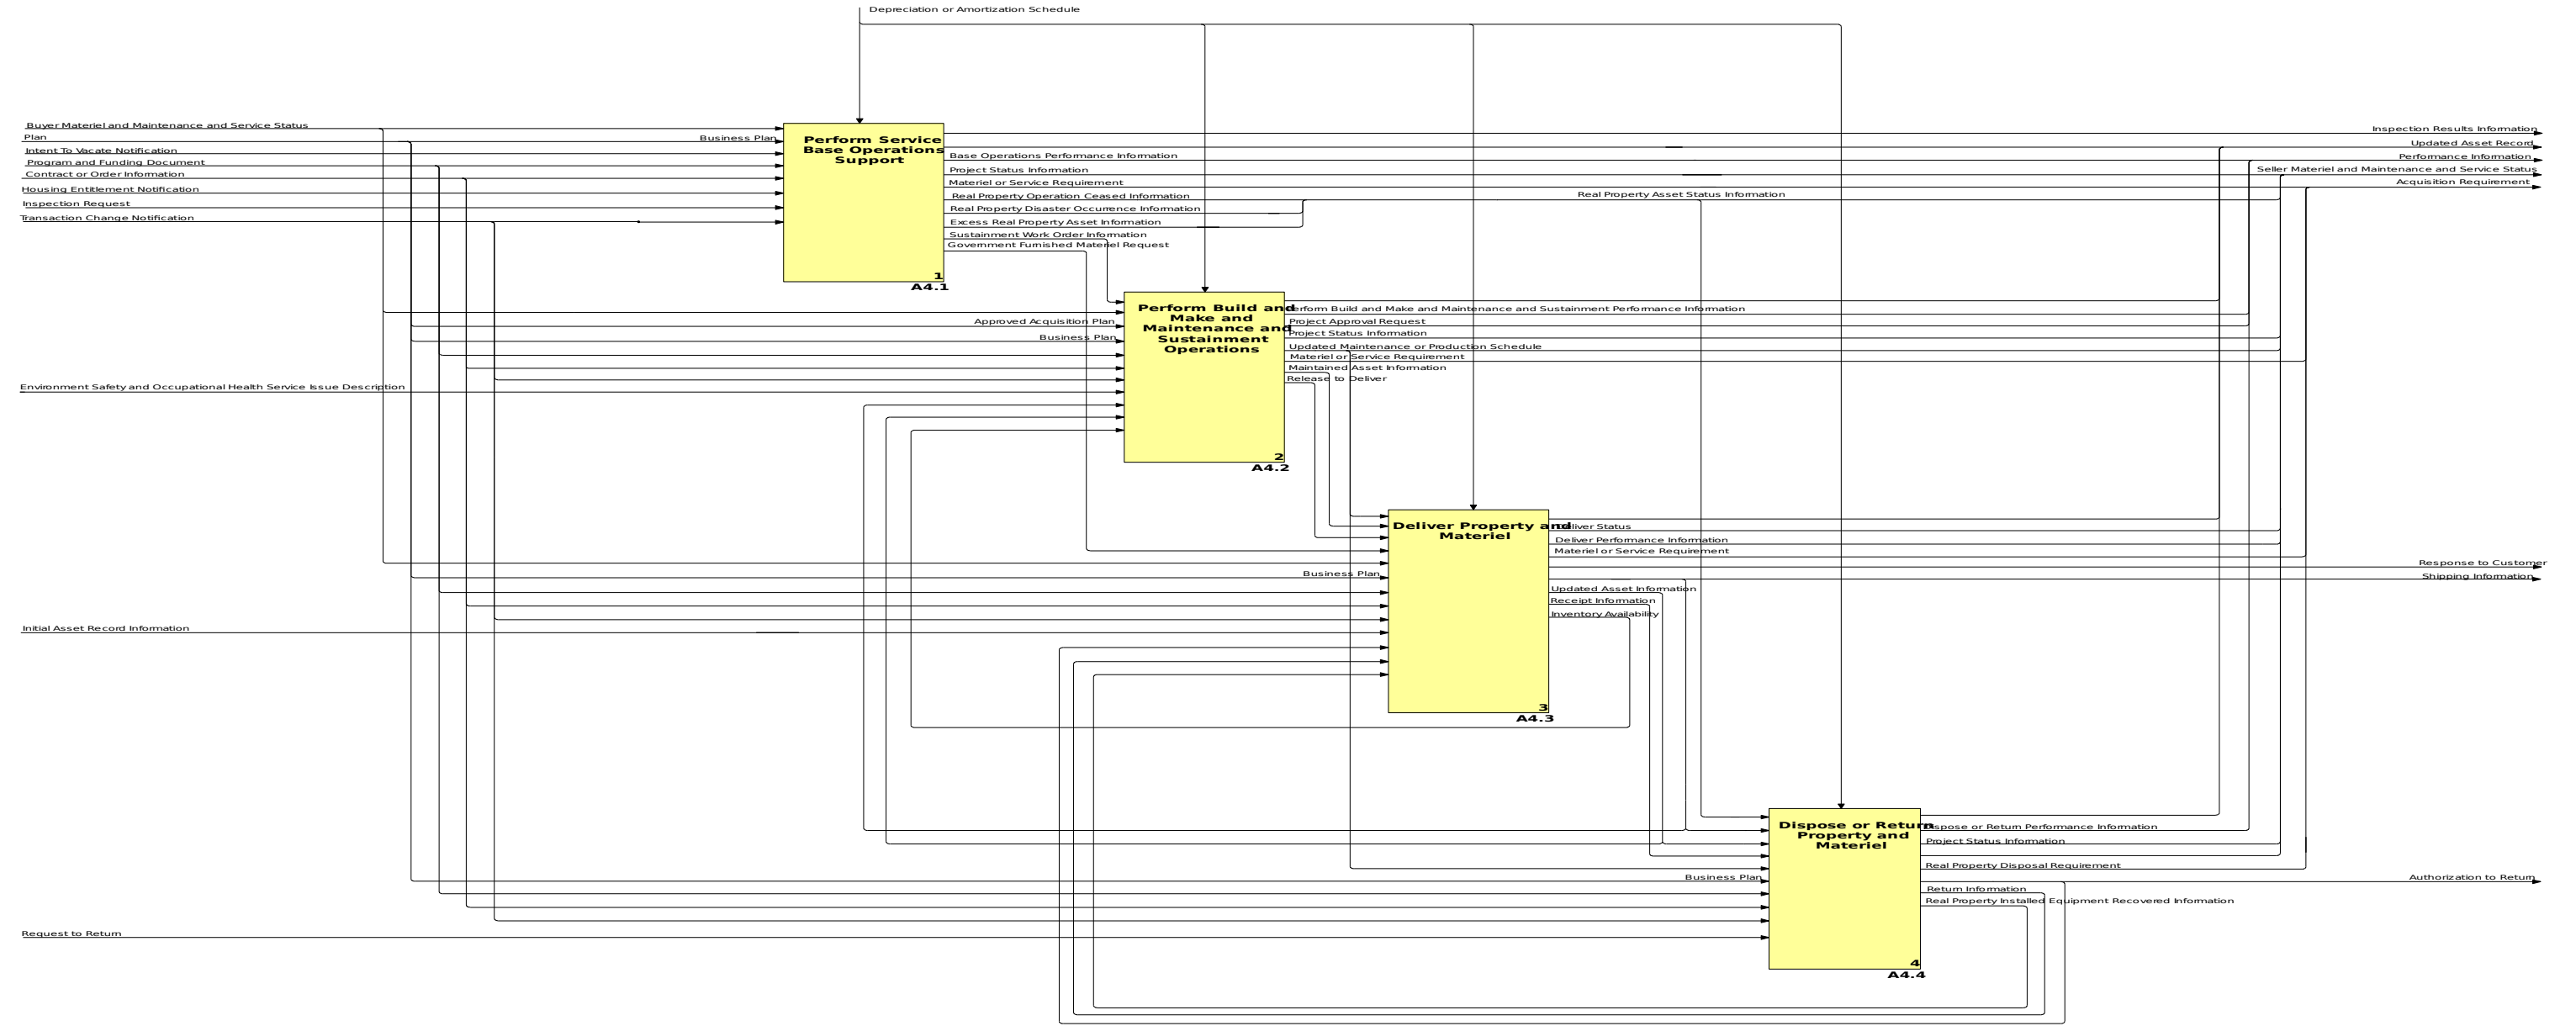 Depreciation or Amortization Schedule
Buyer Materiel and Maintenance and Service Status
Plan
Business Plan
Intent To Vacate Notification
Program and Funding Document
Contract or Order Information
Housing Entitlement Notification
Inspection Request
Transaction Change Notification
Perform Service
Base Operations
Support
1
A4.1
Inspection Results Information
Updated Asset Record
Base Operations Performance Information
Performance Information
Project Status Information
Seller Materiel and Maintenance and Service Status
Materiel or Service Requirement
Acquisition Requirement
Real Property Operation Ceased Information
Real Property Asset Status Information
Real Property Disaster Occurrence Information
Excess Real Property Asset Information
Sustainment Work Order Information
Government Furnished Materiel Request
Approved Acquisition Plan
Business Plan
Environment Safety and Occupational Health Service Issue Description
Perform Build and
Make and
Maintenance and
Sustainment
Operations
2
A4.2
Perform Build and Make and Maintenance and Sustainment Performance Information
Project Approval Request
Project Status Information
Updated Maintenance or Production Schedule
Materiel or Service Requirement
Maintained Asset Information
Release to Deliver
Business Plan
Initial Asset Record Information
Deliver Property and
Materiel
3
A4.3
Deliver Status
Deliver Performance Information
Materiel or Service Requirement
Response to Customer
Shipping Information
Updated Asset Information
Receipt Information
Inventory Availability
Business Plan
Request to Return
Dispose or Return
Property and
Materiel
4
A4.4
Dispose or Return Performance Information
Project Status Information
Real Property Disposal Requirement
Authorization to Return
Return Information
Real Property Installed Equipment Recovered Information